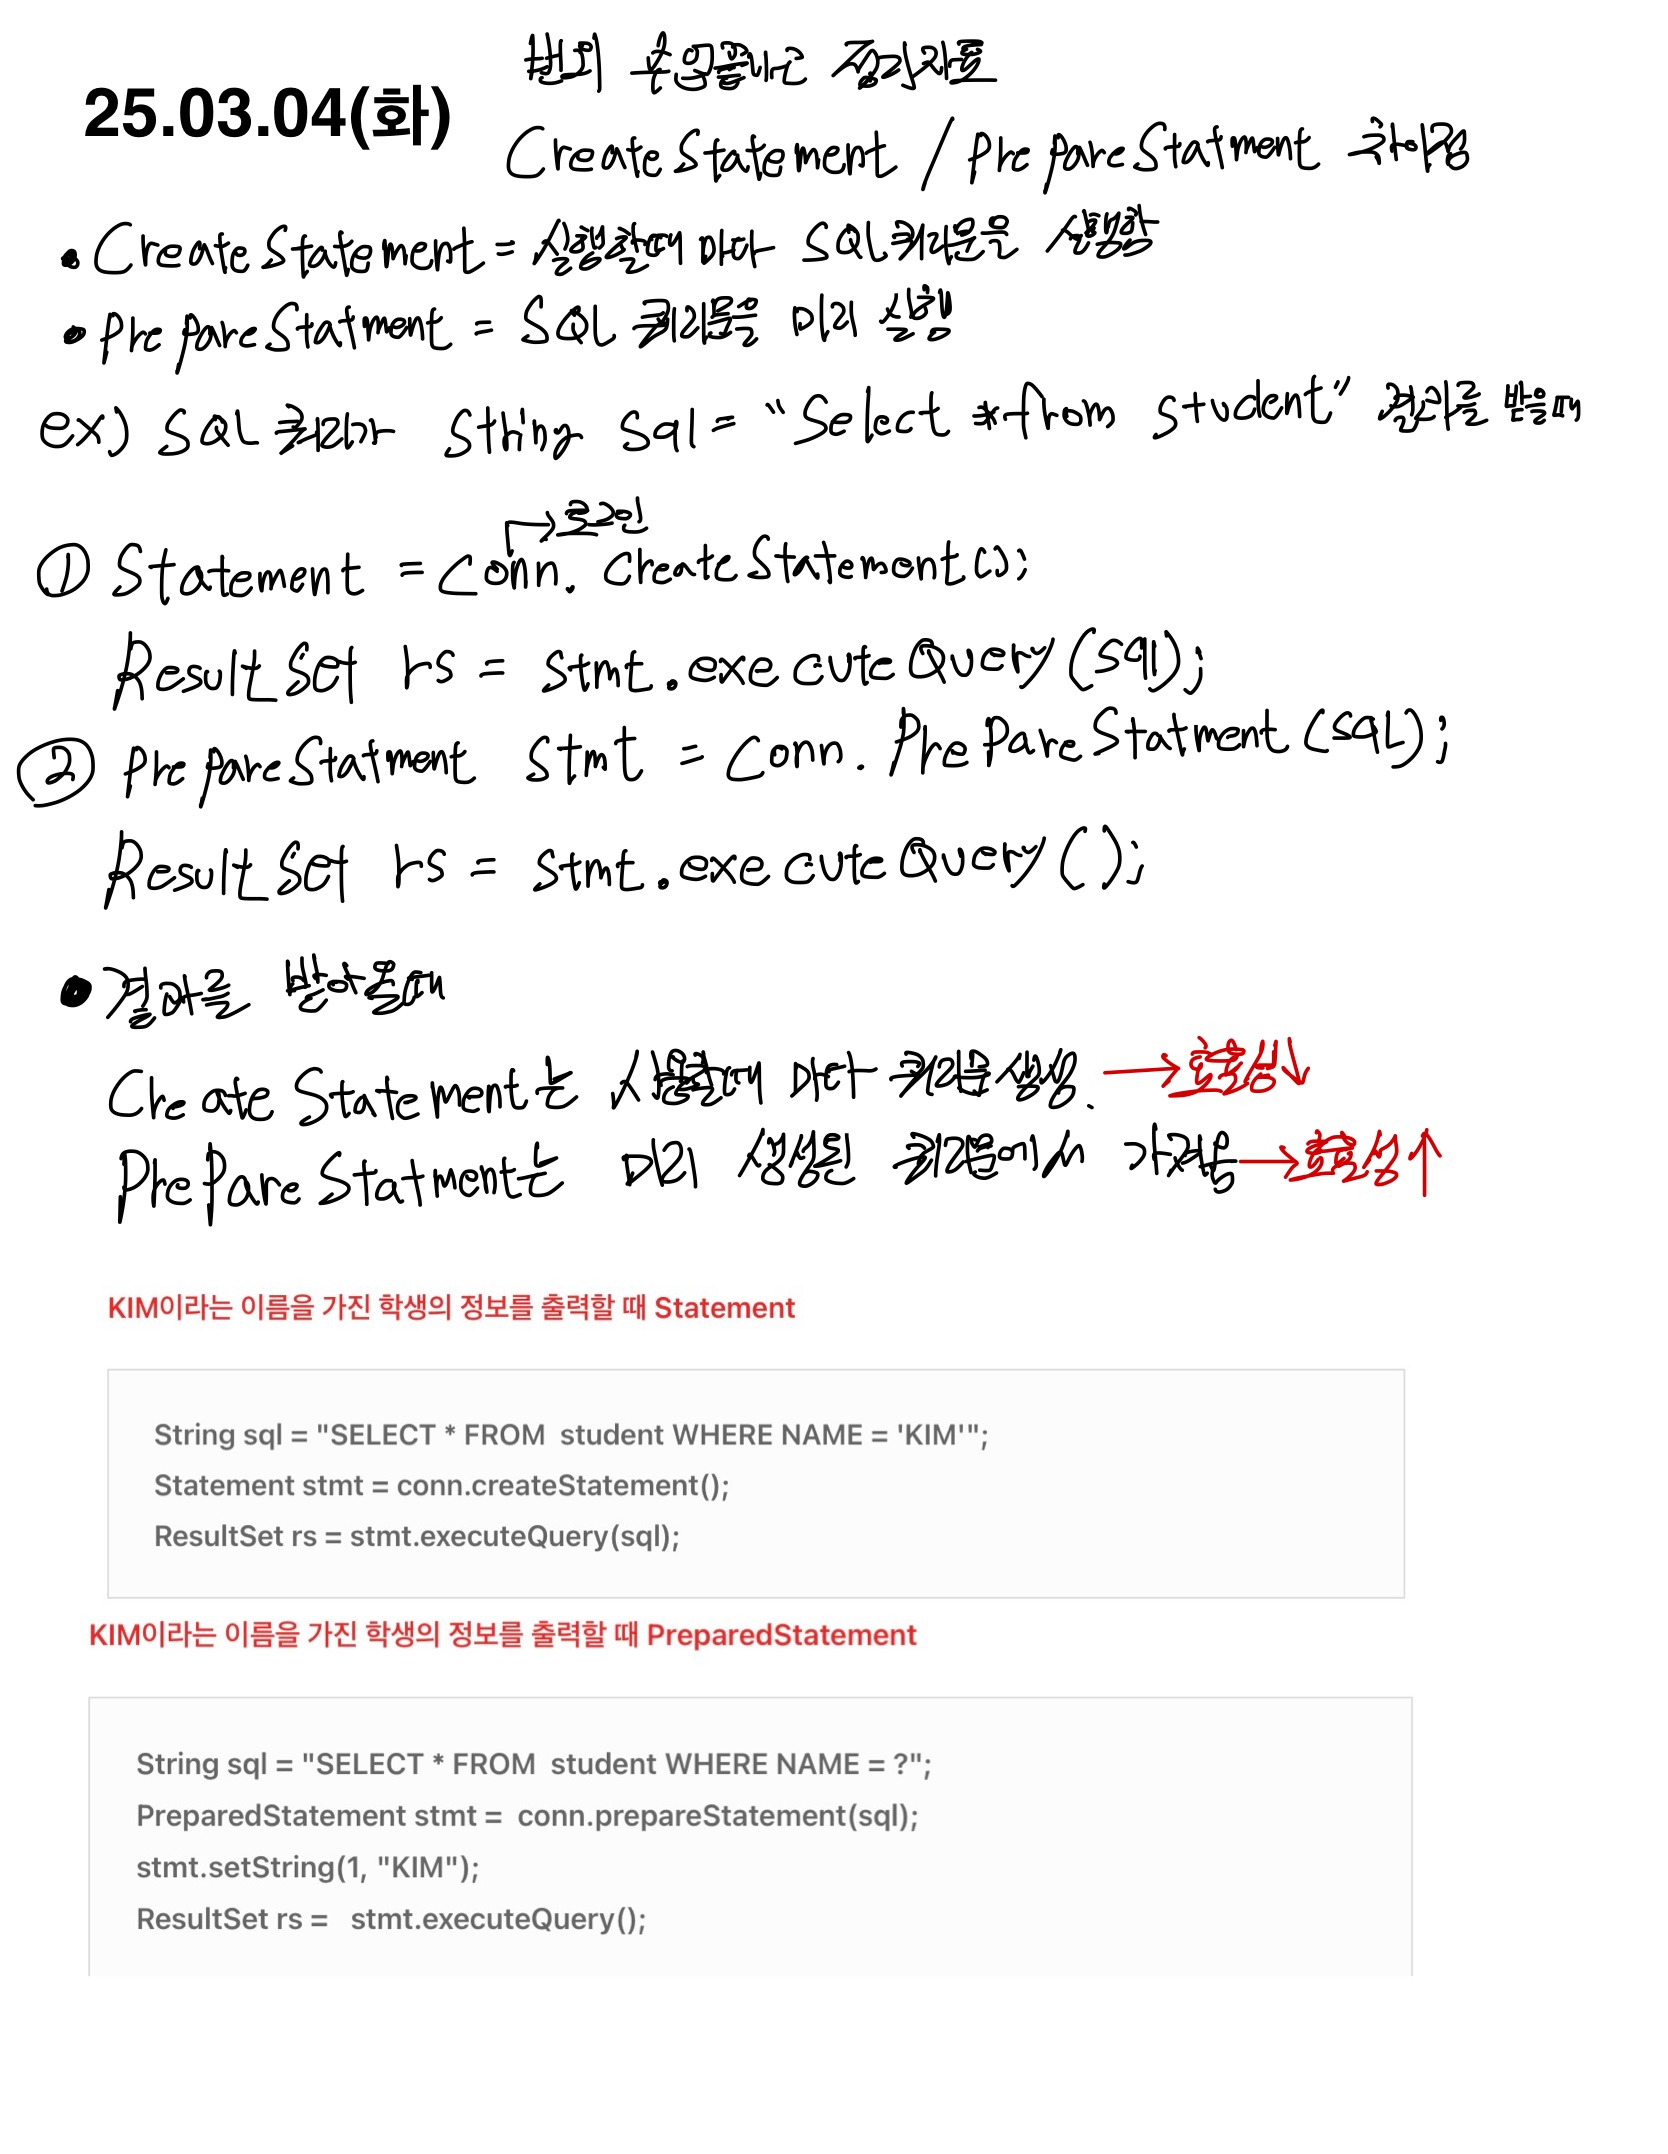 25.03.04(화)
번외 수업끝나고 정리자료
CreateStatement / PrepareStatment 차이점
• CreateStatement = 실행할때 마다 SQL쿼리문을 실행함
• PrepareStatment = SQL 쿼리문을 미리 실행
ex) SQL 쿼리가 String sql = "Select * from student" 결과를 받을때
→로그인
① Statement = Conn. CreateStatement();
ResultSet rs = stmt.executeQuery(sql);
② PrepareStatment stmt = Conn. PrepareStatment (SQL);
ResultSet rs = stmt.executeQuery();
• 결과를 받아올때
CreateStatement는 사용할때 마다 쿼리문 생성. → 효율성↓
PrepareStatment는 미리 생성된 쿼리문에서 가져옴 → 효율성↑
KIM이라는 이름을 가진 학생의 정보를 출력할 때 Statement
String sql = "SELECT * FROM  student WHERE NAME = 'KIM'";
Statement stmt = conn.createStatement();
ResultSet rs = stmt.executeQuery(sql);
KIM이라는 이름을 가진 학생의 정보를 출력할 때 PreparedStatement
String sql = "SELECT * FROM  student WHERE NAME = ?";
PreparedStatement stmt =  conn.prepareStatement(sql);
stmt.setString(1, "KIM");
ResultSet rs =   stmt.executeQuery();